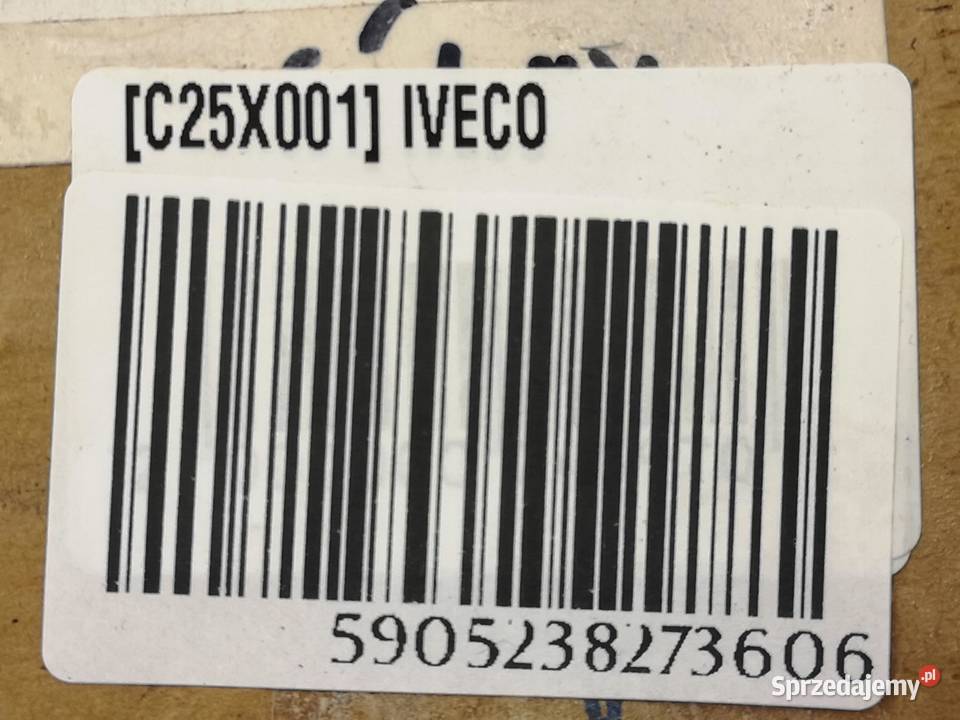 [C25X001] IVECO
5905238273606
Sprzedajemy.pl